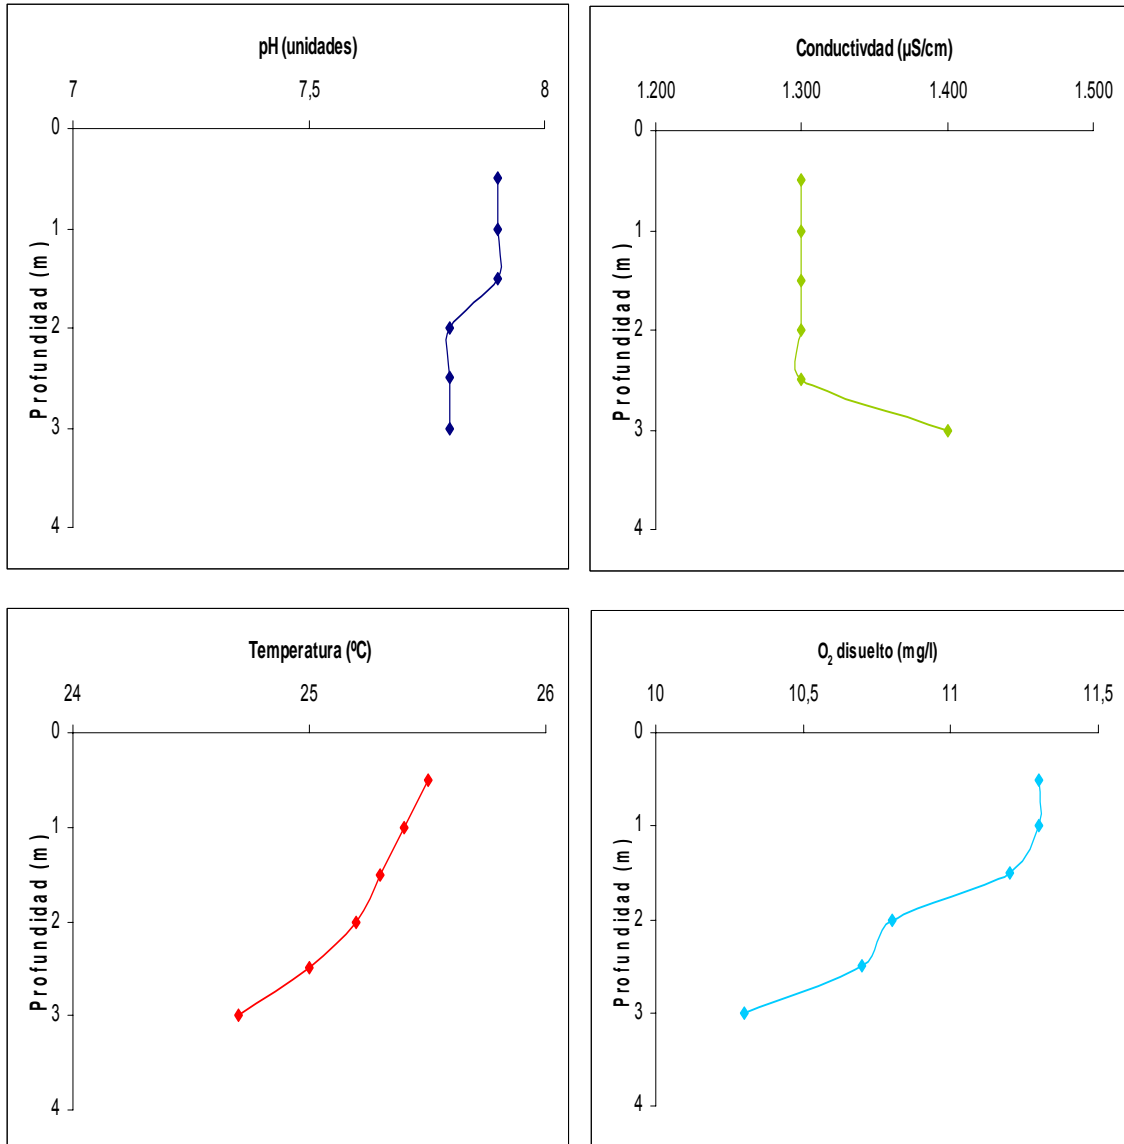 pH (unidades)
7 7,5 8
0
1
2
3
4
Profundidad (m)
Conductivdad (µS/cm)
1.200 1.300 1.400 1.500
0
1
2
3
4
Profundidad (m)
Temperatura (ºC)
24 25 26
0
1
2
3
4
Profundidad (m)
O2 disuelto (mg/l)
10 10,5 11 11,5
0
1
2
3
4
Profundidad (m)